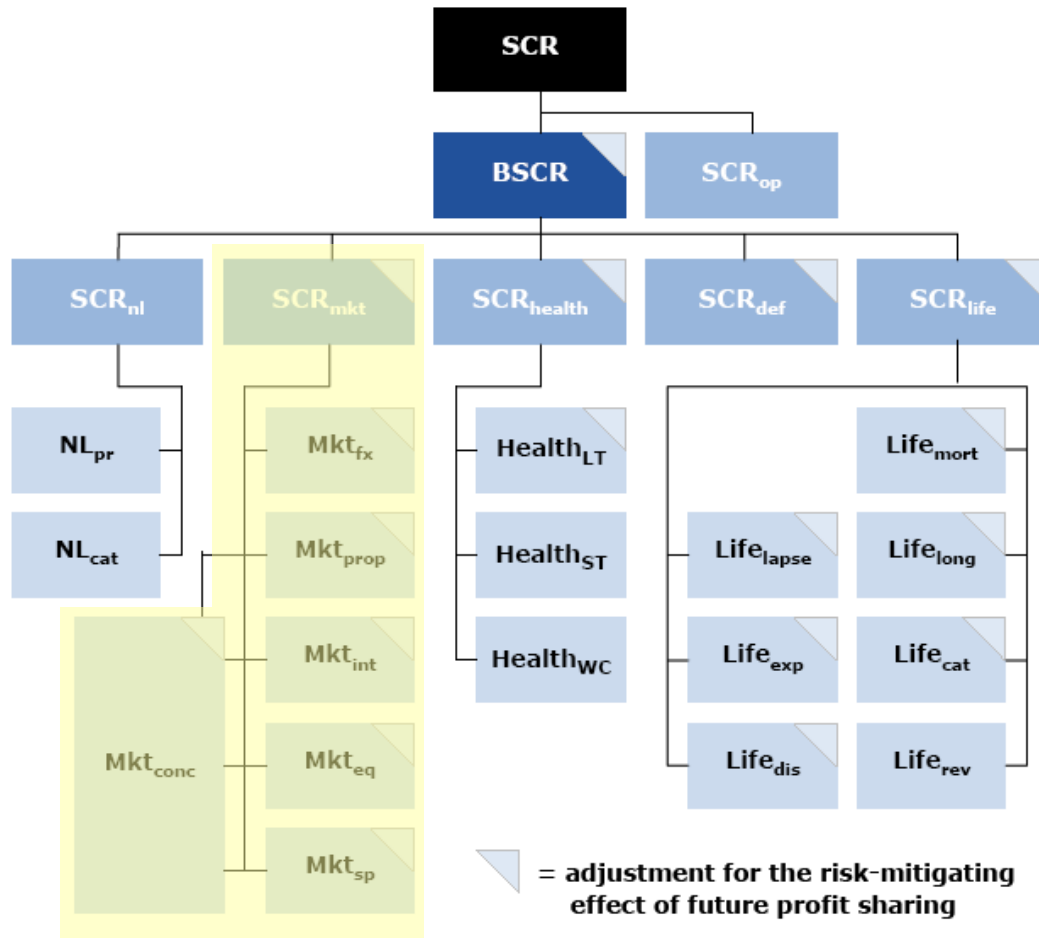 SCR
BSCR
SCRop
SCRnl
SCRmkt
SCRhealth
SCRdef
SCRlife
NLpr
Mktfx
HealthLT
Lifemort
NLcat
Mktprop
HealthST
Lifelapse
Lifelong
Mktconc
Mktint
HealthWC
Lifeexp
Lifecat
Mkteq
Lifedis
Liferev
Mktsp
= adjustment for the risk-mitigating
effect of future profit sharing